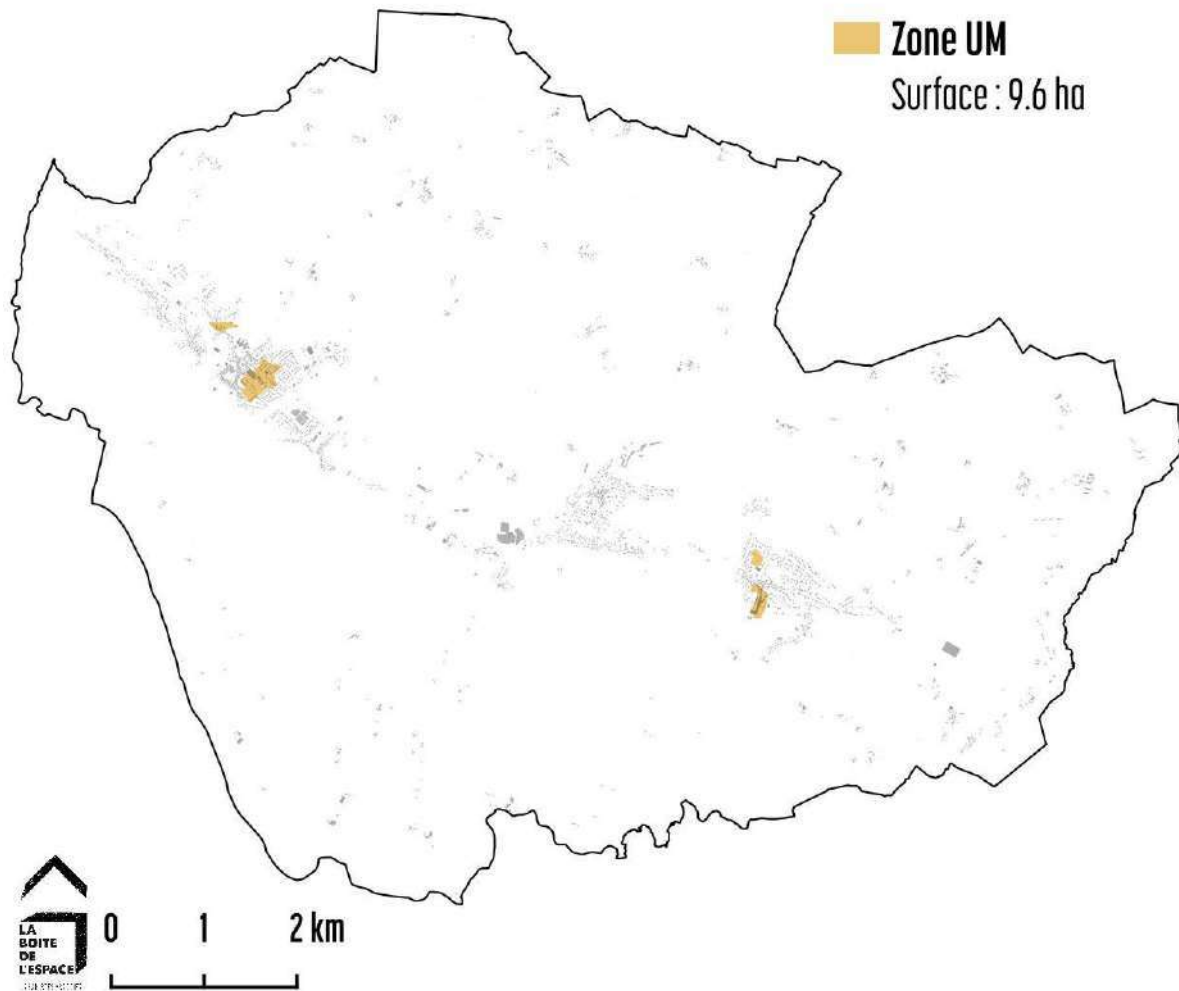 Zone UM
Surface : 9.6 ha
LA
BOITE
DE
L'ESPACE
0 1 2 km